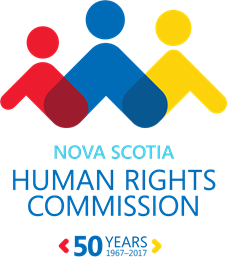 NOVA SCOTIA
HUMAN RIGHTS
COMMISSION
50 YEARS
1967-2017